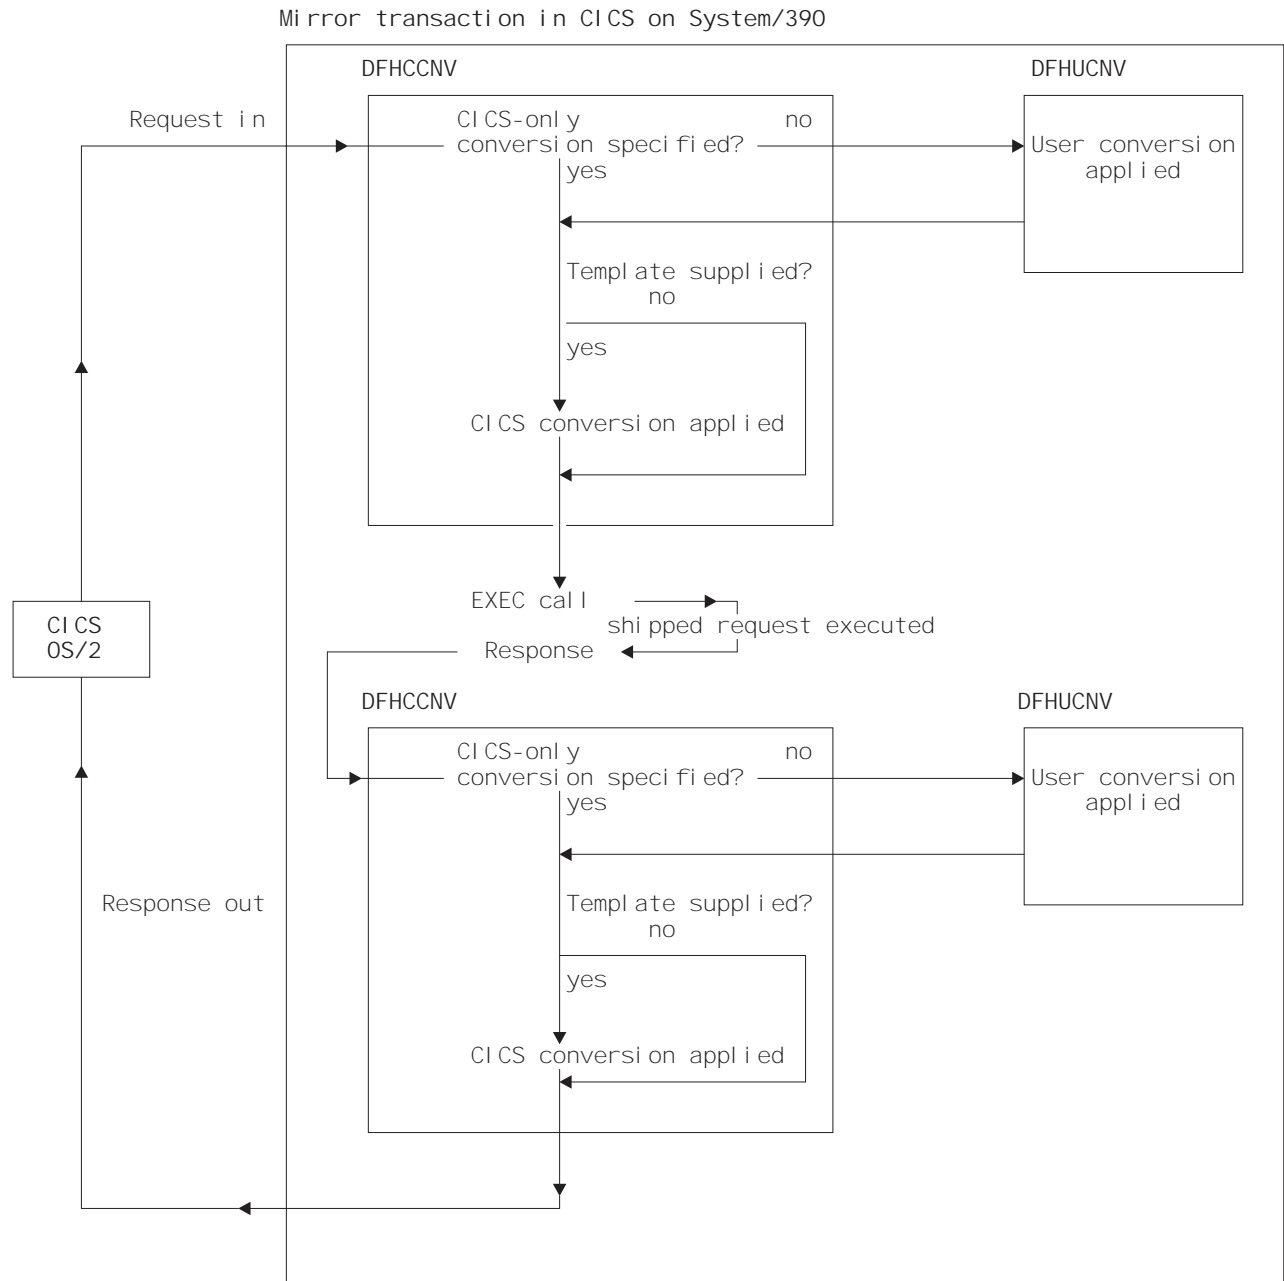 Mirror transaction in CICS on System/390
DFHCCNV
DFHUCNV
Request in
CICS-only
no
conversion specified?
User conversion
yes
applied
Template supplied?
no
yes
CICS conversion applied
EXEC call
CICS
shipped request executed
OS/2
Response
DFHCCNV
DFHUCNV
CICS-only
no
conversion specified?
User conversion
yes
applied
Response out
Template supplied?
no
yes
CICS conversion applied